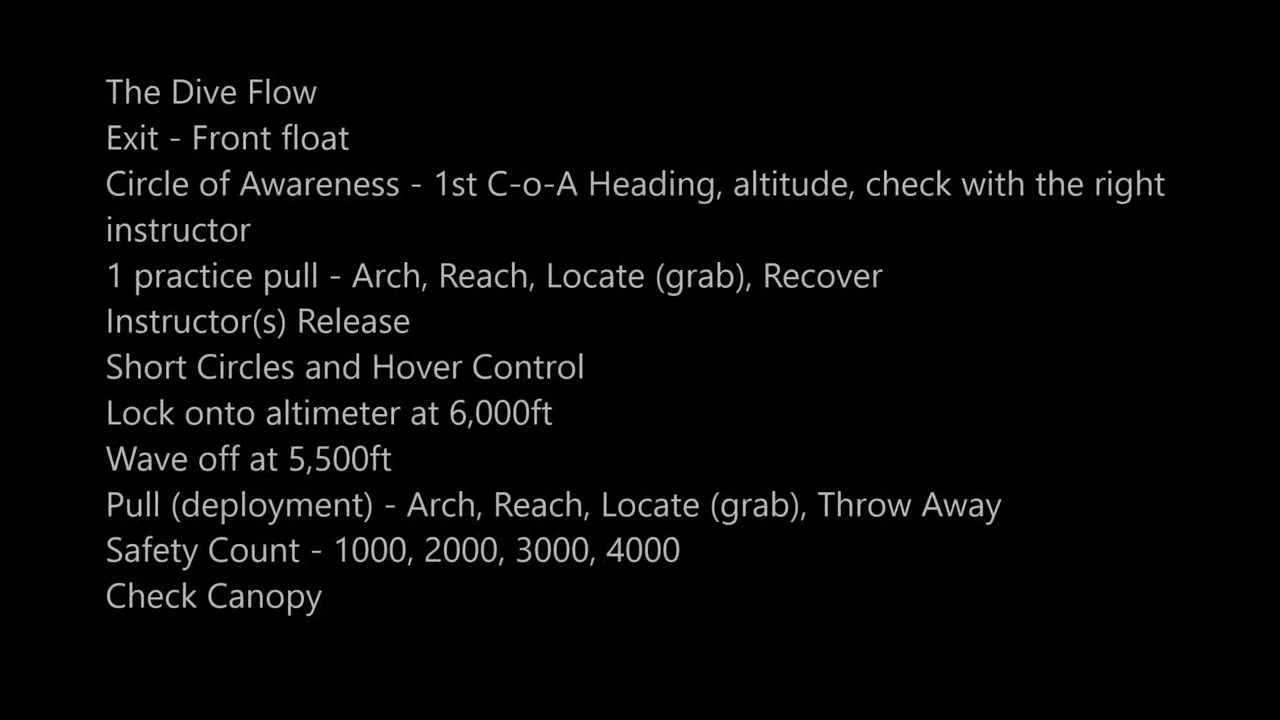 The Dive Flow
Exit - Front float
Circle of Awareness - 1st C-o-A Heading, altitude, check with the right
instructor
1 practice pull - Arch, Reach, Locate (grab), Recover
Instructor(s) Release
Short Circles and Hover Control
Lock onto altimeter at 6,000ft
Wave off at 5,500ft
Pull (deployment) - Arch, Reach, Locate (grab), Throw Away
Safety Count - 1000, 2000, 3000, 4000
Check Canopy